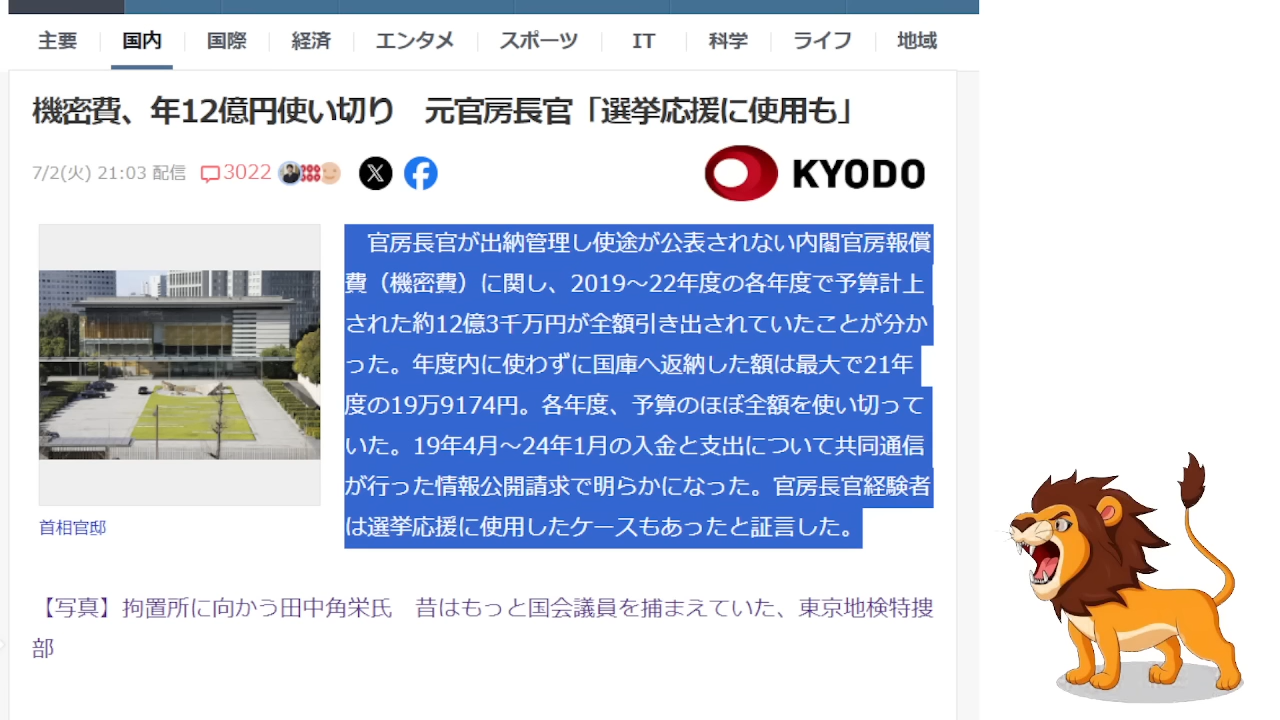 主要 国内 国際 経済 エンタメ スポーツ IT 科学 ライフ 地域
機密費、年12億円使い切り 元官房長官「選挙応援に使用も」
7/2(火) 21:03 配信 3022
KYODO
官房長官が出納管理し使途が公表されない内閣官房報償
費（機密費）に関し、2019～22年度の各年度で予算計上
された約12億3千万円が全額引き出されていたことが分か
った。年度内に使わずに国庫へ返納した額は最大で21年
度の19万9174円。各年度、予算のほぼ全額を使い切って
いた。19年4月～24年1月の入金と支出について共同通信
が行った情報公開請求で明らかになった。官房長官経験者
は選挙応援に使用したケースもあったと証言した。
首相官邸
【写真】拘置所に向かう田中角栄氏 昔はもっと国会議員を捕まえていた、東京地検特捜
部